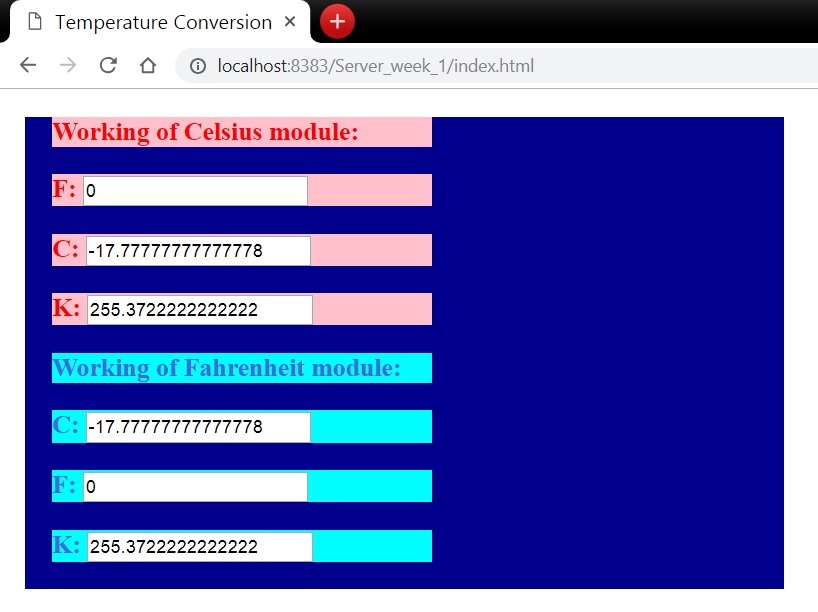 Temperature Conversion
localhost:8383/Server_week_1/index.html
Working of Celsius module:
F: 0
C: -17.77777777777778
K: 255.3722222222222
Working of Fahrenheit module:
C: -17.77777777777778
F: 0
K: 255.3722222222222